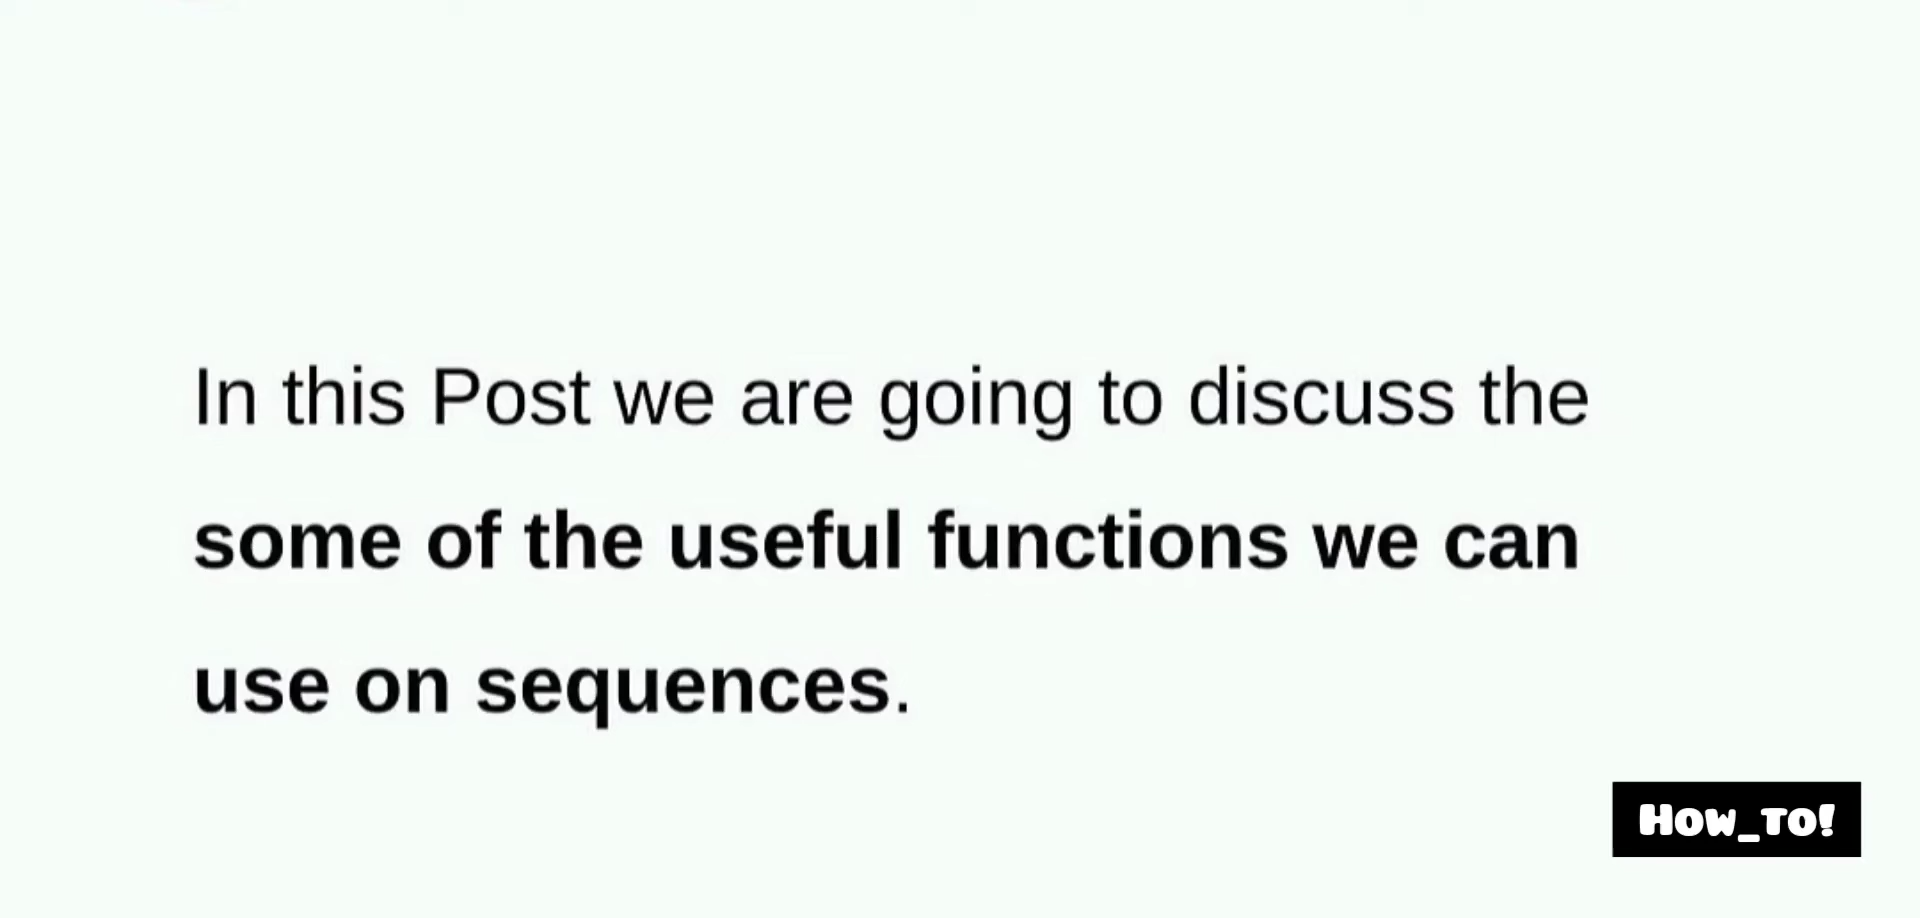 In this Post we are going to discuss the
some of the useful functions we can
use on sequences.
How_to!